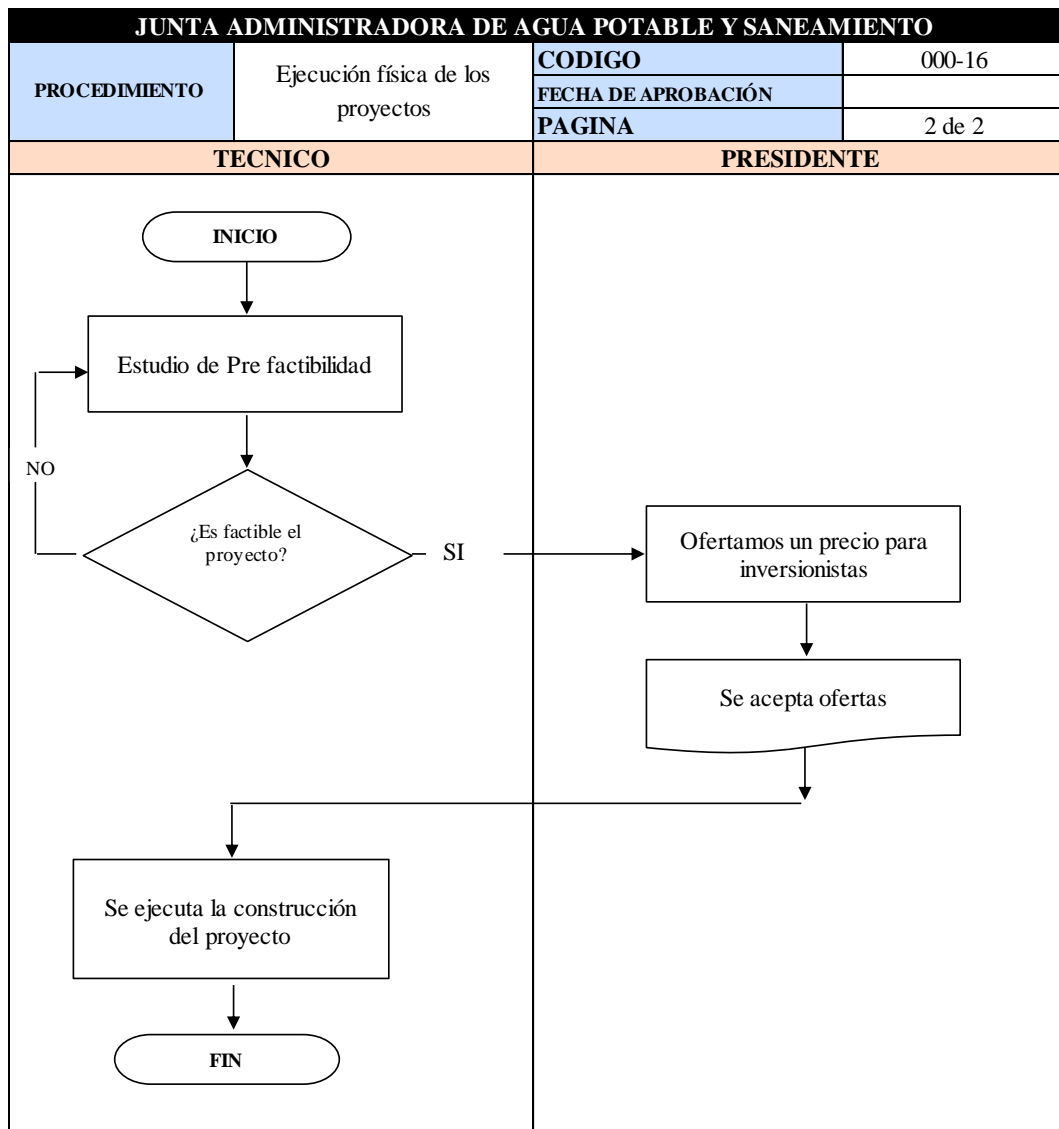 JUNTA ADMINISTRADORA DE AGUA POTABLE Y SANEAMIENTO
PROCEDIMIENTO
Ejecución física de los
proyectos
CODIGO
000-16
FECHA DE APROBACIÓN
PAGINA
2 de 2
TECNICO
PRESIDENTE
INICIO
Estudio de Pre factibilidad
NO
¿Es factible el
proyecto?
SI
Ofertamos un precio para
inversionistas
Se acepta ofertas
Se ejecuta la construcción
del proyecto
FIN